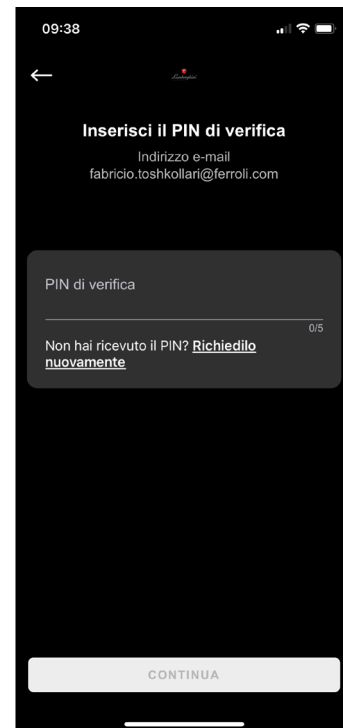 09:38
Lamborghini
Inserisci il PIN di verifica
Indirizzo e-mail
fabricio.toshkollari@ferroli.com
PIN di verifica
0/5
Non hai ricevuto il PIN? Richiedilo
nuovamente
CONTINUA